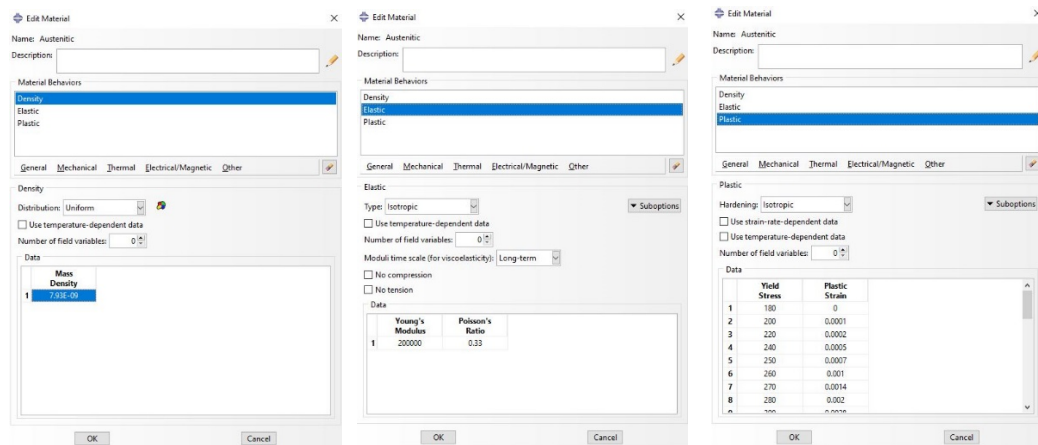 Edit Material
Name: Austenitic
Description:
Material Behaviors
Density
Elastic
Plastic
General Mechanical Thermal Electrical/Magnetic Other
Density
Distribution: Uniform
Use temperature-dependent data
Number of field variables: 0
Data
Mass
Density
1 7,93E-09
OK Cancel
Edit Material
Name: Austenitic
Description:
Material Behaviors
Density
Elastic
Plastic
General Mechanical Thermal Electrical/Magnetic Other
Elastic
Type: Isotropic Suboptions
Use temperature-dependent data
Number of field variables: 0
Moduli time scale (for viscoelasticity): Long-term
No compression
No tension
Data
Young's Poisson's
Modulus Ratio
1 200000 0.33
OK Cancel
Edit Material
Name: Austenitic
Description:
Material Behaviors
Density
Elastic
Plastic
General Mechanical Thermal Electrical/Magnetic Other
Plastic
Hardening: Isotropic Suboptions
Use strain-rate-dependent data
Use temperature-dependent data
Number of field variables: 0
Data
Yield Plastic
Stress Strain
1 180 0
2 200 0.0001
3 220 0.0002
4 240 0.0005
5 250 0.0007
6 260 0.001
7 270 0.0014
8 280 0.002
OK Cancel